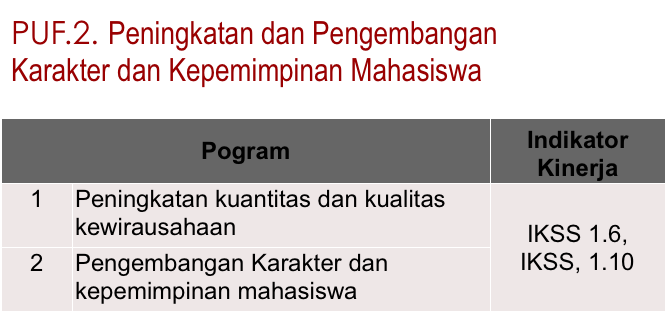 PUF.2. Peningkatan dan Pengembangan
Karakter dan Kepemimpinan Mahasiswa
Pogram
Indikator
Kinerja
1 Peningkatan kuantitas dan kualitas
kewirausahaan
2 Pengembangan Karakter dan
kepemimpinan mahasiswa
IKSS 1.6,
IKSS, 1.10